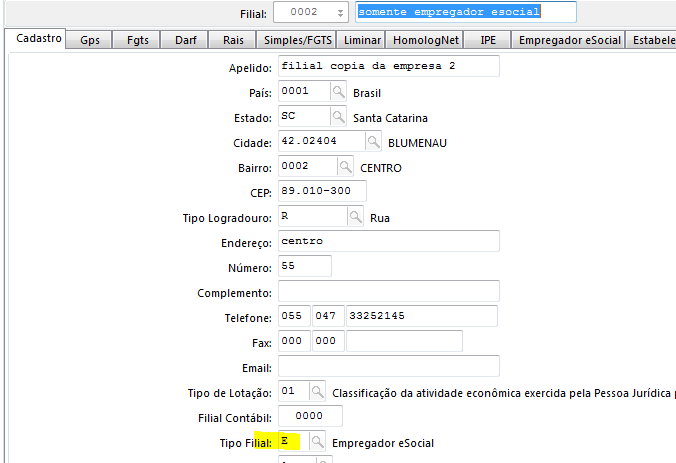 Filial: 0002 somente empregador esocial
Cadastro Gps Fgts Darf Rais Simples/FGTS Liminar HomologNet IPE Empregador eSocial Estabele
Apelido: filial copia da empresa 2
País: 0001 Brasil
Estado: SC Santa Catarina
Cidade: 42.02404 BLUMENAU
Bairro: 0002 CENTRO
CEP: 89.010-300
Tipo Logradouro: R Rua
Endereço: centro
Número: 55
Complemento:
Telefone: 055 047 33252145
Fax: 000 000
Email:
Tipo de Lotação: 01 Classificação da atividade econômica exercida pela Pessoa Jurídica p
Filial Contábil: 0000
Tipo Filial: E Empregador eSocial